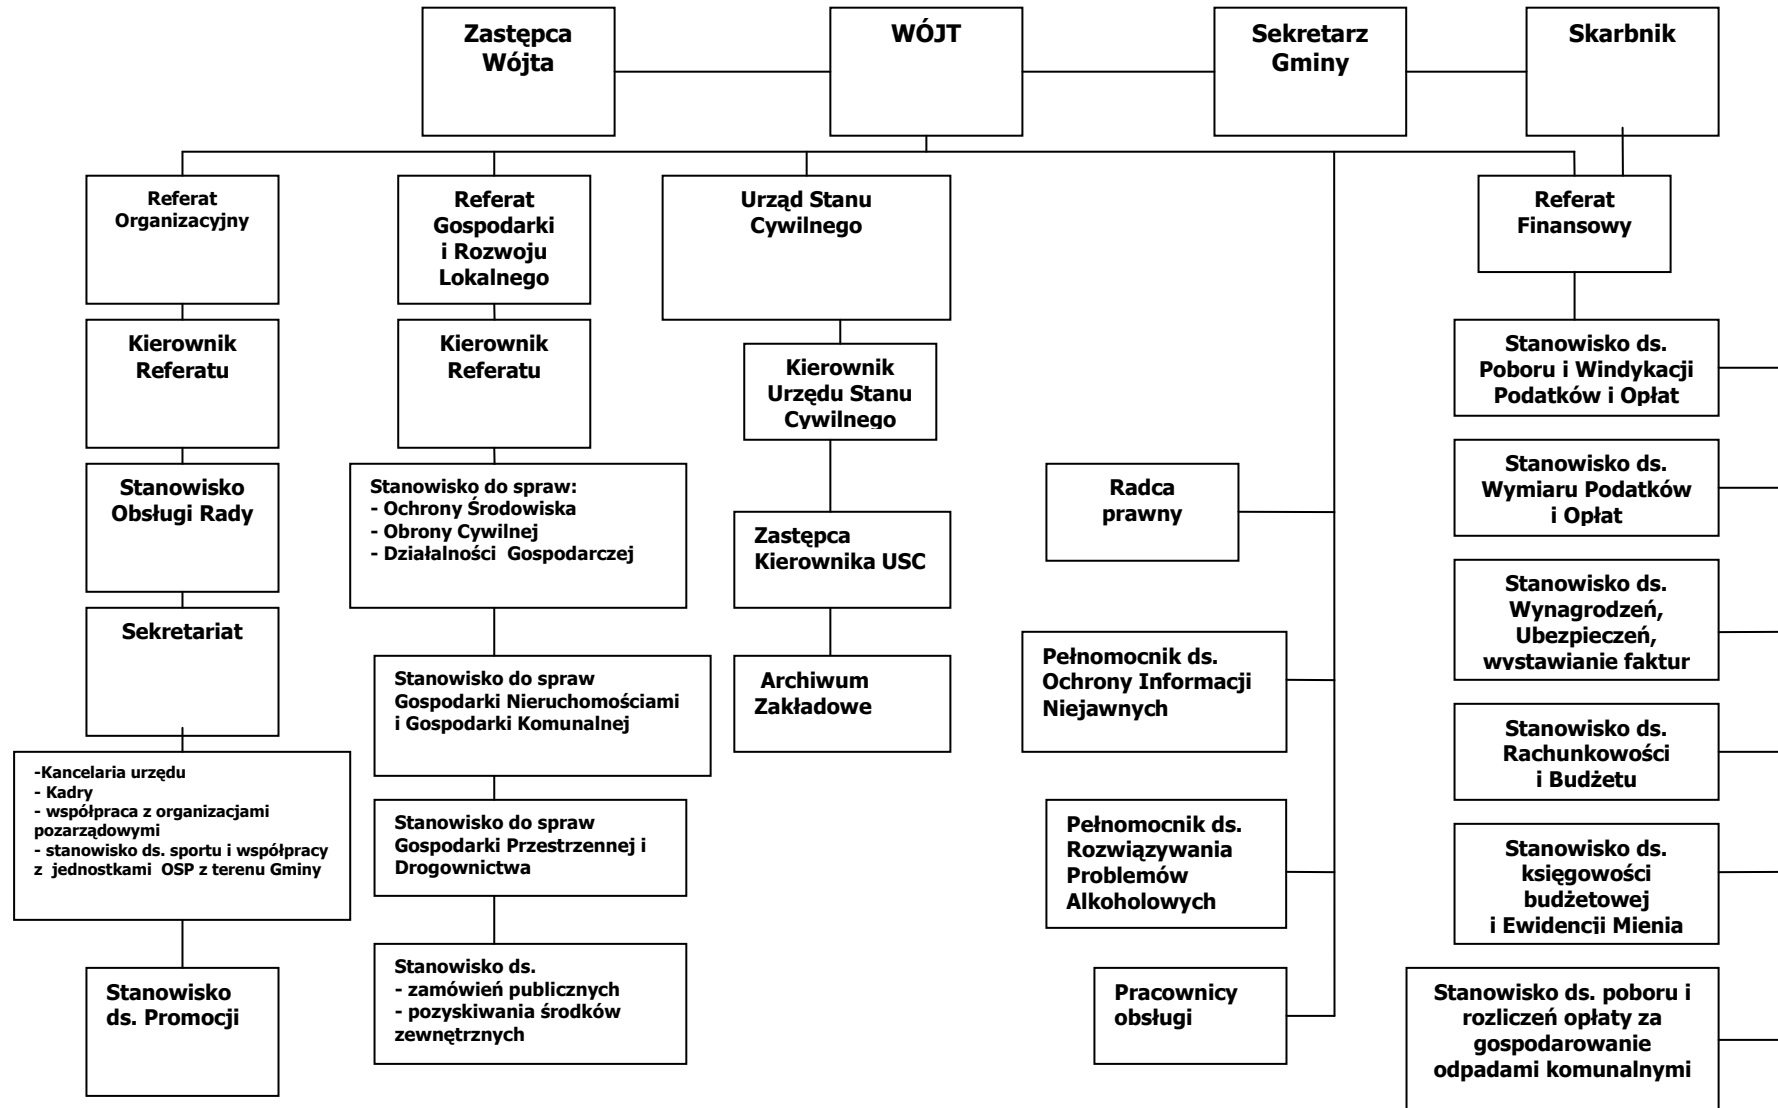 Zastępca
Wójta
WÓJT
Sekretarz
Gminy
Skarbnik
Referat
Organizacyjny
Referat
Gospodarki
i Rozwoju
Lokalnego
Urząd Stanu
Cywilnego
Referat
Finansowy
Kierownik
Referatu
Kierownik
Referatu
Kierownik
Urzędu Stanu
Cywilnego
Stanowisko ds.
Poboru i Windykacji
Podatków i Opłat
Stanowisko
Obsługi Rady
Stanowisko do spraw:
- Ochrony Środowiska
- Obrony Cywilnej
- Działalności  Gospodarczej
Zastępca
Kierownika USC
Radca
prawny
Stanowisko ds.
Wymiaru Podatków
i Opłat
Sekretariat
Stanowisko do spraw
Gospodarki Nieruchomościami
i Gospodarki Komunalnej
Archiwum
Zakładowe
Pełnomocnik ds.
Ochrony Informacji
Niejawnych
Stanowisko ds.
Wynagrodzeń,
Ubezpieczeń,
wystawianie faktur
Stanowisko ds.
Rachunkowości
i Budżetu
-Kancelaria urzędu
- Kadry
- współpraca z organizacjami
pozarządowymi
- stanowisko ds. sportu i współpracy
z  jednostkami  OSP z terenu Gminy
Stanowisko do spraw
Gospodarki Przestrzennej i
Drogownictwa
Pełnomocnik ds.
Rozwiązywania
Problemów
Alkoholowych
Stanowisko ds.
księgowości
budżetowej
i Ewidencji Mienia
Stanowisko
ds. Promocji
Stanowisko ds.
- zamówień publicznych
- pozyskiwania środków
zewnętrznych
Pracownicy
obsługi
Stanowisko ds. poboru i
rozliczeń opłaty za
gospodarowanie
odpadami komunalnymi